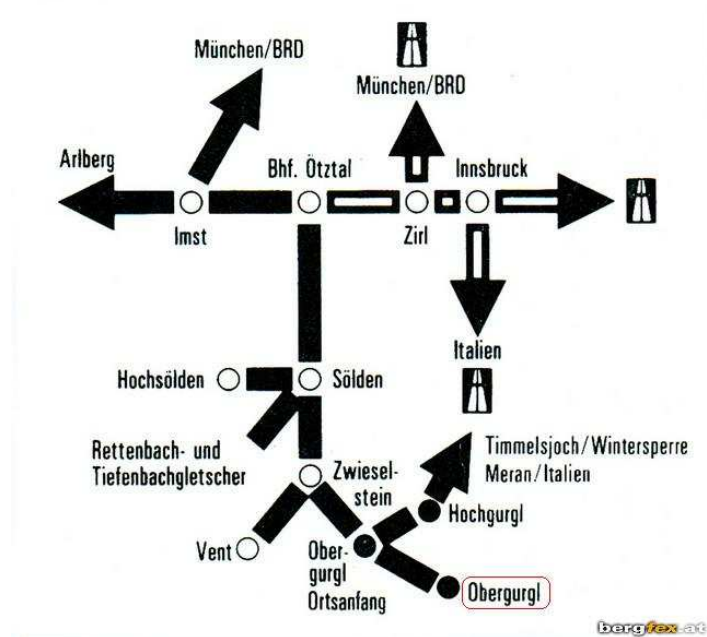 München/BRD
München/BRD
Arlberg
Bhf. Ötztal
Innsbruck
Imst
Zirl
Italien
Hochsölden
Sölden
Rettenbach- und
Tiefenbachgletscher
Zwiesel-
stein
Timmelsjoch/Wintersperre
Meran/Italien
Hochgurgl
Vent
Ober-
gurgl
Ortsanfang
Obergurgl
bergfex.at